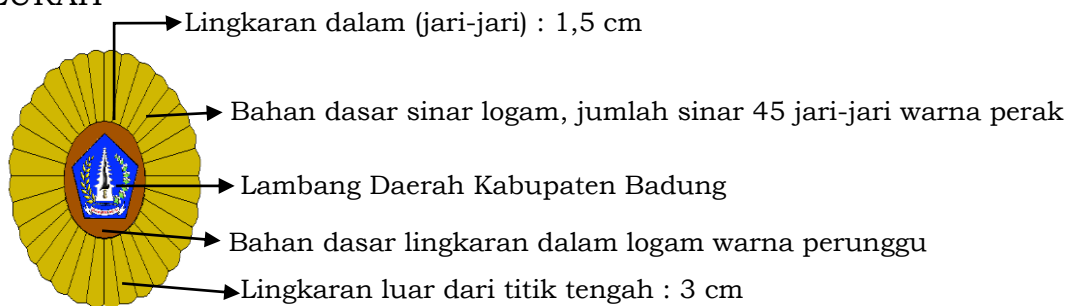 Lingkaran dalam (jari-jari) : 1,5 cm
Bahan dasar sinar logam, jumlah sinar 45 jari-jari warna perak
Lambang Daerah Kabupaten Badung
Bahan dasar lingkaran dalam logam warna perunggu
Lingkaran luar dari titik tengah : 3 cm